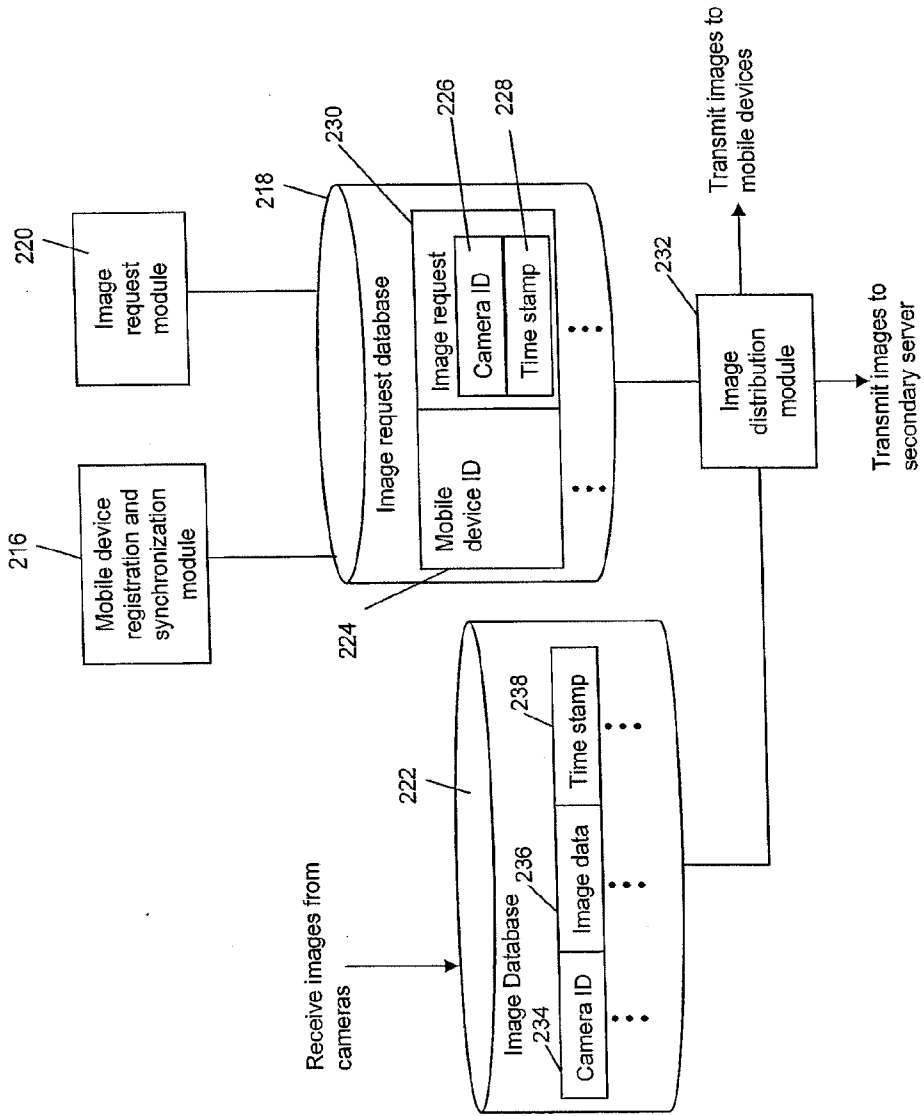 216
Mobile device
registration and
synchronization
module
220
Image
request
module
218
Image request database
224
Mobile
device ID
230
Image request
226
Camera ID
228
Time stamp
Receive images from
cameras
222
Image Database
234
Camera ID
236
Image data
238
Time stamp
232
Image
distribution
module
Transmit images to
mobile devices
Transmit images to
secondary server